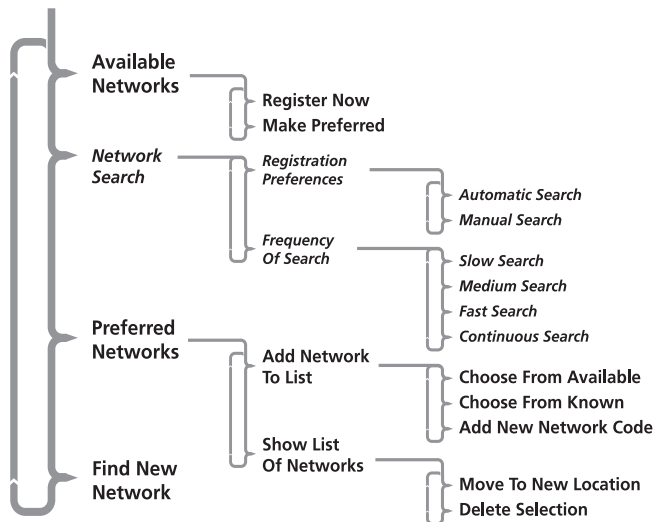 Available
Networks
Register Now
Make Preferred
Network
Search
Registration
Preferences
Automatic Search
Manual Search
Frequency
Of Search
Slow Search
Medium Search
Fast Search
Continuous Search
Preferred
Networks
Add Network
To List
Choose From Available
Choose From Known
Add New Network Code
Show List
Of Networks
Move To New Location
Delete Selection
Find New
Network